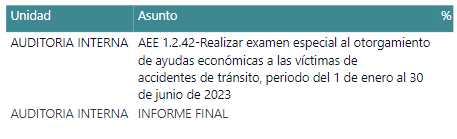 Unidad Asunto %
AUDITORIA INTERNA AEE 1.2.42-Realizar examen especial al otorgamiento
de ayudas económicas a las víctimas de
accidentes de tránsito, periodo del 1 de enero al 30
de junio de 2023
AUDITORIA INTERNA INFORME FINAL